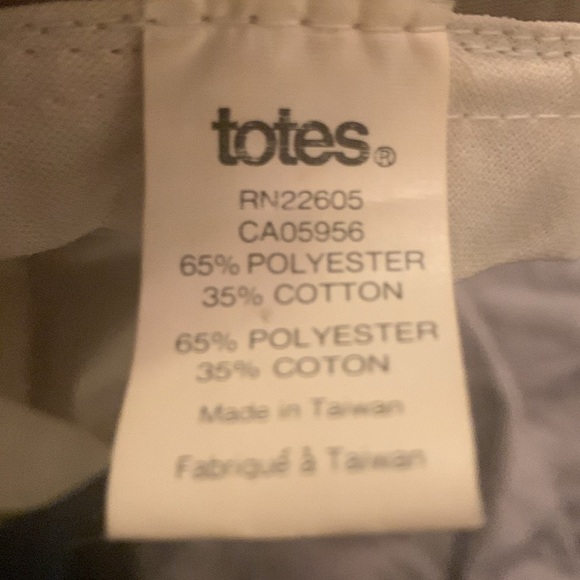 totes®
RN22605
CA05956
65% POLYESTER
35% COTTON
65% POLYESTER
35% COTON
Made in Taiwan
Fabriqué à Taiwan